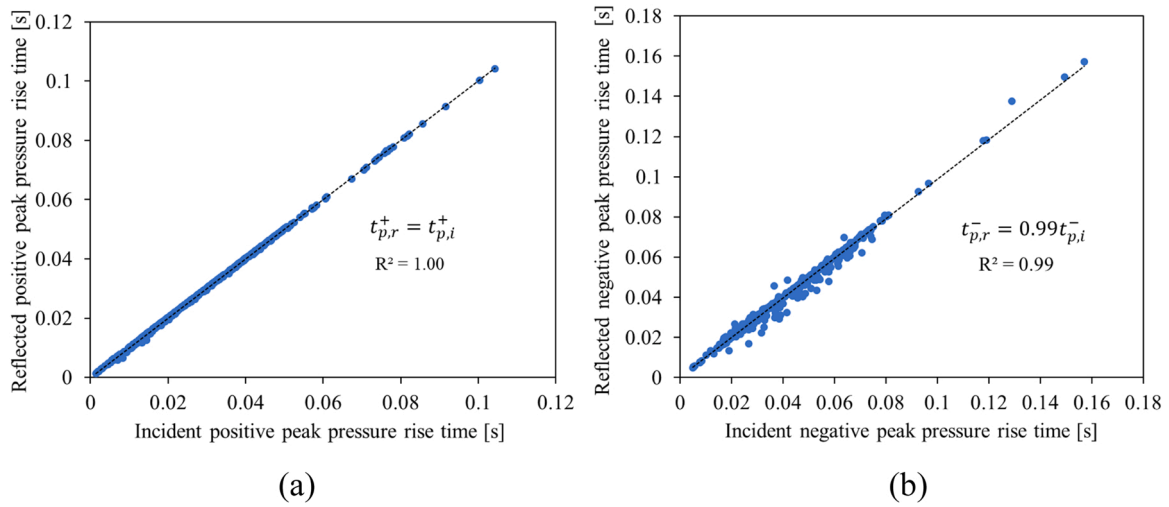 Reflected positive peak pressure rise time [s]
0.12
0.1
0.08
0.06
0.04
0.02
0
0 0.02 0.04 0.06 0.08 0.1 0.12
Incident positive peak pressure rise time [s]
t⁺p,r = t⁺p,i
R² = 1.00
(a)
Reflected negative peak pressure rise time [s]
0.18
0.16
0.14
0.12
0.1
0.08
0.06
0.04
0.02
0
0 0.02 0.04 0.06 0.08 0.1 0.12 0.14 0.16 0.18
Incident negative peak pressure rise time [s]
t⁻p,r = 0.99t⁻p,i
R² = 0.99
(b)